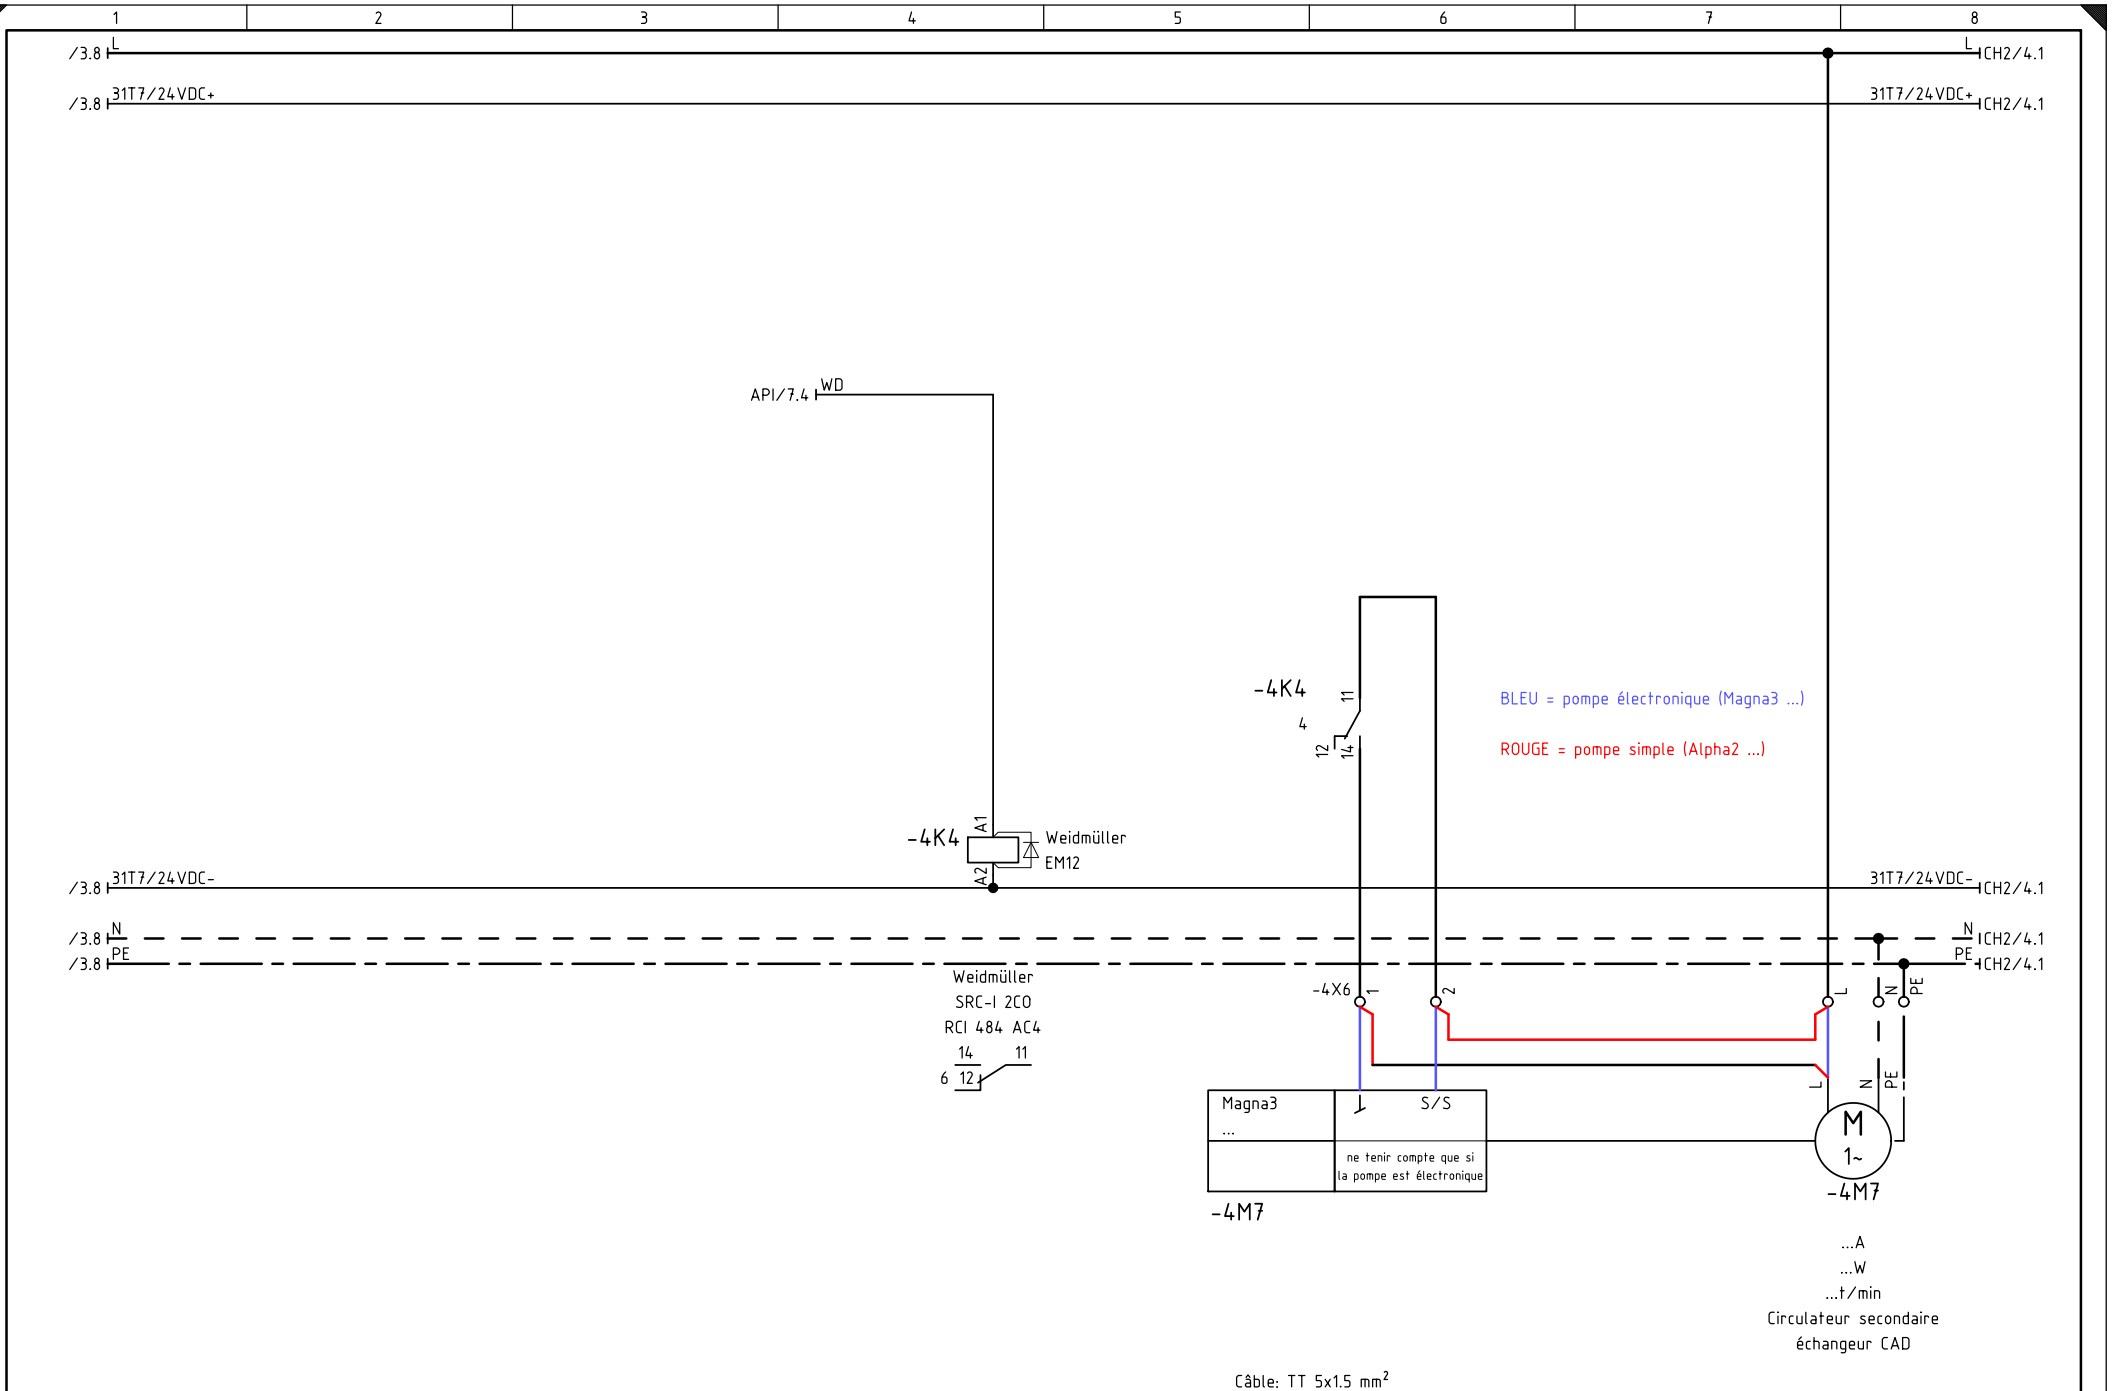 1 2 3 4 5 6 7 8
/3.8 L L CH2/4.1
/3.8 31T7/24VDC+ 31T7/24VDC+ CH2/4.1
API/7.4 WD
-4K4 11
4
12 14
BLEU = pompe électronique (Magna3 ...)
ROUGE = pompe simple (Alpha2 ...)
-4K4 A1 Weidmüller
A2 EM12
/3.8 31T7/24VDC- 31T7/24VDC- CH2/4.1
/3.8 N N CH2/4.1
/3.8 PE PE CH2/4.1
Weidmüller
SRC-I 2CO
RCI 484 AC4
14 11
6 12
-4X6 1 2 L N PE
L N PE
Magna3 S/S
...
ne tenir compte que si
la pompe est électronique
-4M7
M
1~
-4M7
...A
...W
...t/min
Circulateur secondaire
échangeur CAD
Câble: TT 5x1.5 mm²